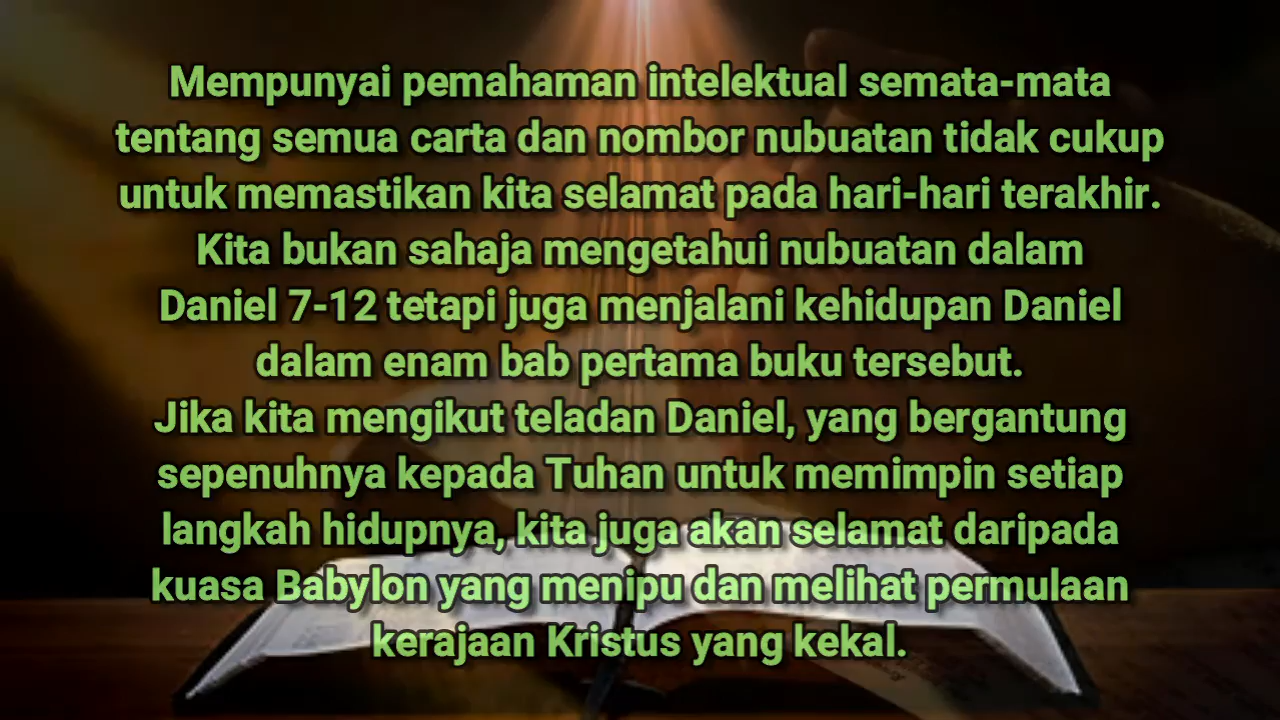 Mempunyai pemahaman intelektual semata-mata
tentang semua carta dan nombor nubuatan tidak cukup
untuk memastikan kita selamat pada hari-hari terakhir.
Kita bukan sahaja mengetahui nubuatan dalam
Daniel 7-12 tetapi juga menjalani kehidupan Daniel
dalam enam bab pertama buku tersebut.
Jika kita mengikut teladan Daniel, yang bergantung
sepenuhnya kepada Tuhan untuk memimpin setiap
langkah hidupnya, kita juga akan selamat daripada
kuasa Babylon yang menipu dan melihat permulaan
kerajaan Kristus yang kekal.